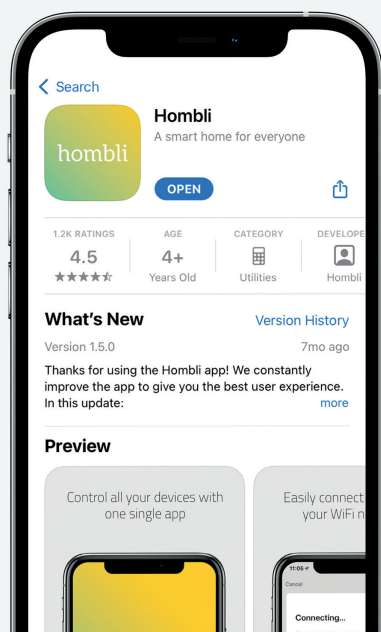 Search
hombli
Hombli
A smart home for everyone
OPEN
1.2K RATINGS
4.5
AGE
4+
Years Old
CATEGORY
Utilities
DEVELOPE
Hombli
What's New
Version History
Version 1.5.0
7mo ago
Thanks for using the Hombli app! We constantly
improve the app to give you the best user experience.
In this update:
more
Preview
Control all your devices with
one single app
Easily connect
your WiFi n
11:05
Cancel
Connecting...